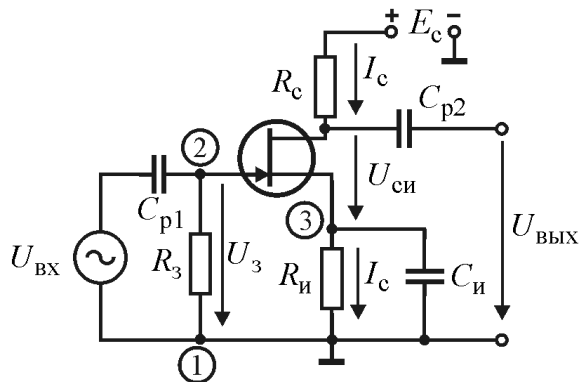 + E_с −
R_с
I_с
C_р2
2
C_р1
U_си
3
U_вх
R_з
U_з
R_и
I_с
C_и
U_вых
1